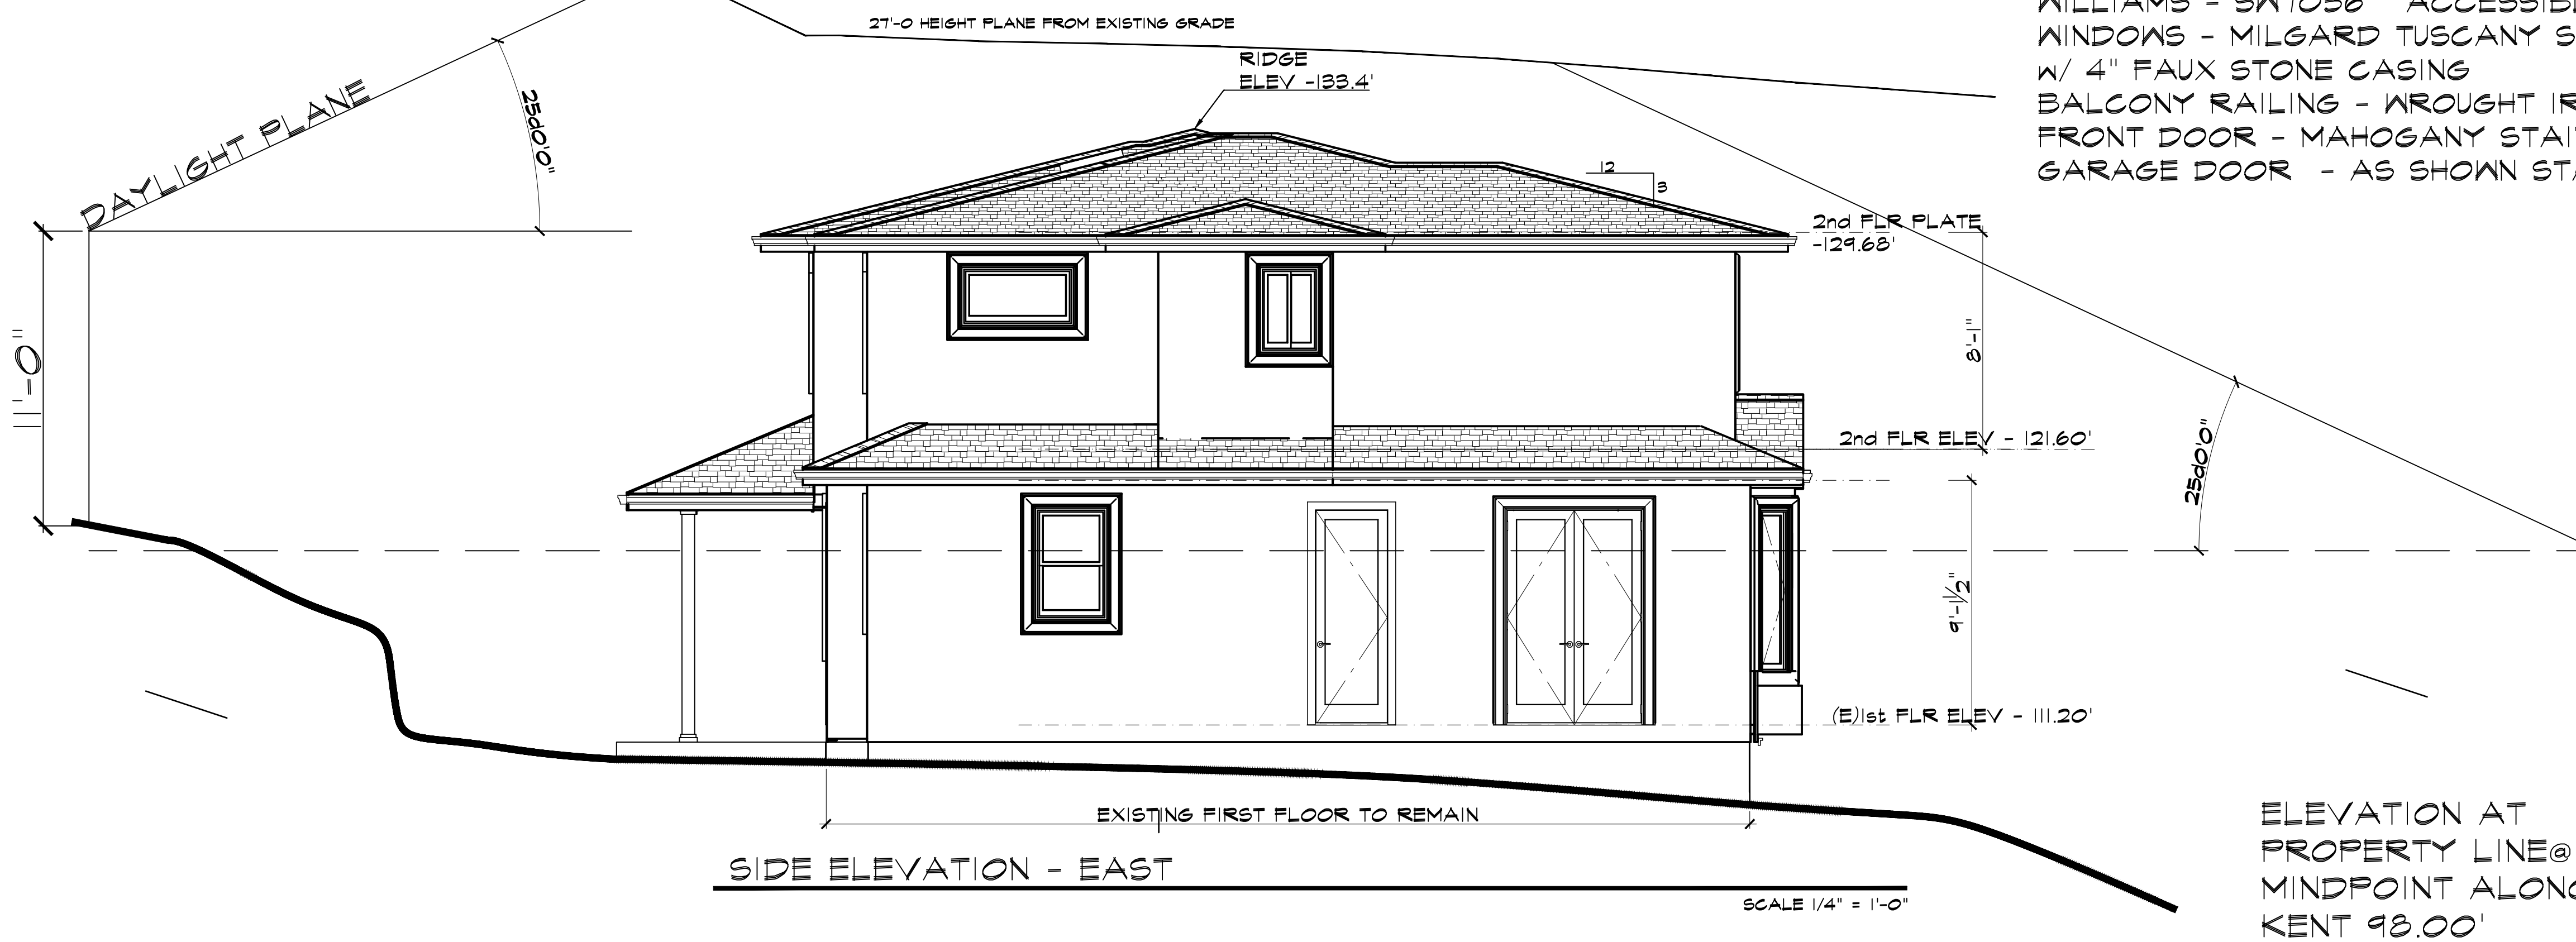 27'-0 HEIGHT PLANE FROM EXISTING GRADE
RIDGE
ELEV -133.4'
WINDOWS - MILGARD TUSCANY
W/ 4" FAUX STONE CASING
BALCONY RAILING - WROUGHT
FRONT DOOR - MAHOGANY
GARAGE DOOR - AS SHOWN
DAYLIGHT PLANE
25d0'0"
12
3
2nd FLR PLATE
-129.68'
11'-0"
8'-1"
2nd FLR ELEV - 121.60'
25d0'0"
9'-1 1/2"
(E)1st FLR ELEV - 111.20'
EXISTING FIRST FLOOR TO REMAIN
SIDE ELEVATION - EAST
SCALE 1/4" = 1'-0"
ELEVATION AT
PROPERTY LINE@
MINDPOINT
KENT 98.00'